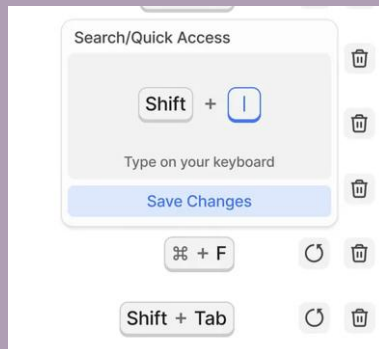 Search/Quick Access
Shift +
Type on your keyboard
Save Changes
⌘ + F
Shift + Tab